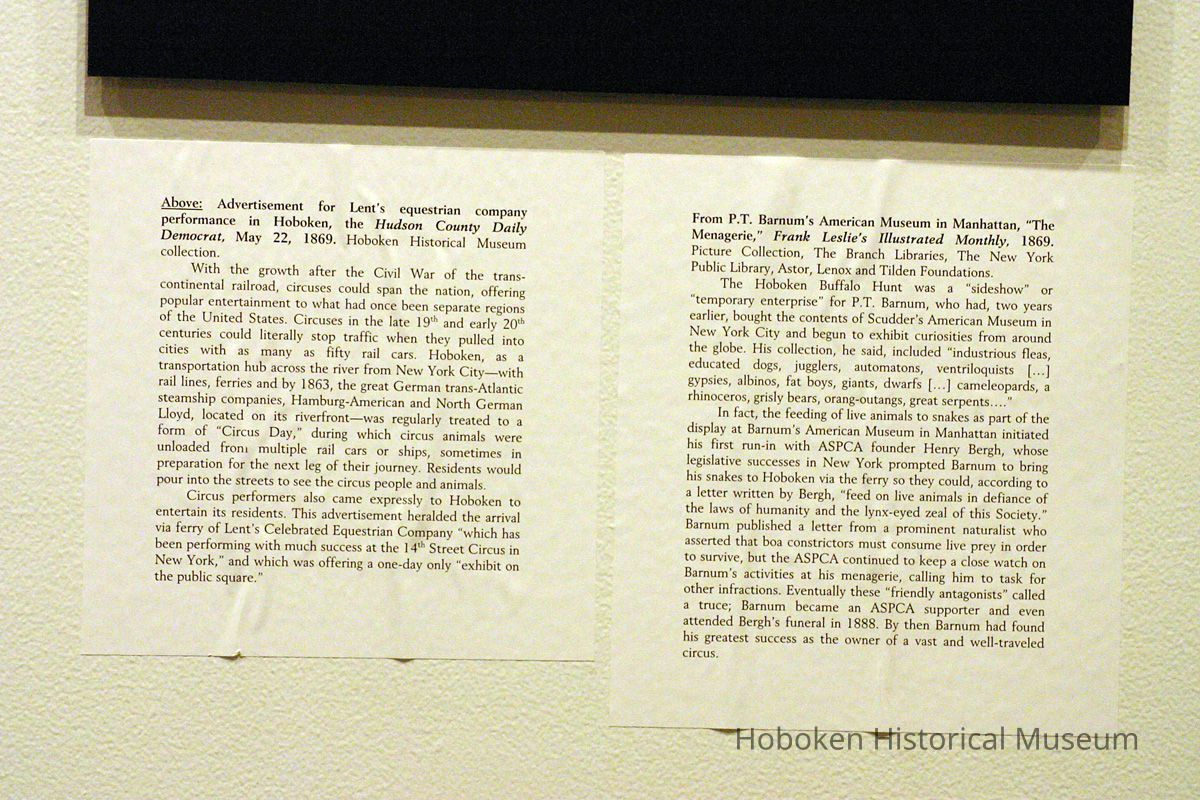 Above: Advertisement for Lent's equestrian company
performance in Hoboken, the Hudson County Daily
Democrat, May 22, 1869. Hoboken Historical Museum
collection.
With the growth after the Civil War of the trans-
continental railroad, circuses could span the nation, offering
popular entertainment to what had once been separate regions
of the United States. Circuses in the late 19th and early 20th
centuries could literally stop traffic when they pulled into
cities with as many as fifty rail cars. Hoboken, as a
transportation hub across the river from New York City—with
rail lines, ferries and by 1863, the great German trans-Atlantic
steamship companies, Hamburg-American and North German
Lloyd, located on its riverfront—was regularly treated to a
form of “Circus Day,” during which circus animals were
unloaded from multiple rail cars or ships, sometimes in
preparation for the next leg of their journey. Residents would
pour into the streets to see the circus people and animals.
Circus performers also came expressly to Hoboken to
entertain its residents. This advertisement heralded the arrival
via ferry of Lent's Celebrated Equestrian Company “which has
been performing with much success at the 14th Street Circus in
New York,” and which was offering a one-day only “exhibit on
the public square.”
From P.T. Barnum's American Museum in Manhattan, “The
Menagerie,” Frank Leslie's Illustrated Monthly, 1869.
Picture Collection, The Branch Libraries, The New York
Public Library, Astor, Lenox and Tilden Foundations.
The Hoboken Buffalo Hunt was a “sideshow” or
“temporary enterprise” for P.T. Barnum, who had, two years
earlier, bought the contents of Scudder's American Museum in
New York City and begun to exhibit curiosities from around
the globe. His collection, he said, included “industrious fleas,
educated dogs, jugglers, automatons, ventriloquists [...]
gypsies, albinos, fat boys, giants, dwarfs [...] cameleopards, a
rhinoceros, grisly bears, orang-outangs, great serpents....”
In fact, the feeding of live animals to snakes as part of the
display at Barnum's American Museum in Manhattan initiated
his first run-in with ASPCA founder Henry Bergh, whose
legislative successes in New York prompted Barnum to bring
his snakes to Hoboken via the ferry so they could, according to
a letter written by Bergh, “feed on live animals in defiance of
the laws of humanity and the lynx-eyed zeal of this Society.”
Barnum published a letter from a prominent naturalist who
asserted that boa constrictors must consume live prey in order
to survive, but the ASPCA continued to keep a close watch on
Barnum's activities at his menagerie, calling him to task for
other infractions. Eventually these “friendly antagonists” called
a truce; Barnum became an ASPCA supporter and even
attended Bergh's funeral in 1888. By then Barnum had found
his greatest success as the owner of a vast and well-traveled
circus.
Hoboken Historical Museum